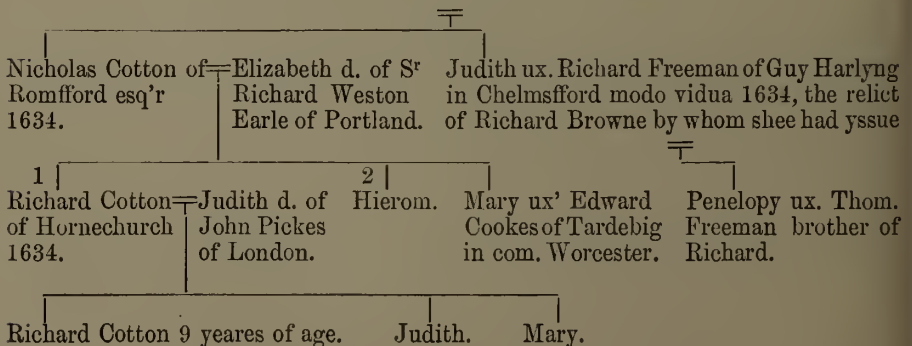 Nicholas Cotton of Romfford esq'r 1634.
Elizabeth d. of Sʳ Richard Weston Earle of Portland.
Judith ux. Richard Freeman of Guy Harlyng
in Chelmsfford modo vidua 1634, the relict
of Richard Browne by whom shee had yssue
1
Richard Cotton
of Hornechurch
1634.
Judith d. of
John Pickes
of London.
2
Hierom.
Mary ux' Edward
Cookes of Tardebig
in com. Worcester.
Penelopy ux. Thom.
Freeman brother of
Richard.
Richard Cotton 9 yeares of age.
Judith.
Mary.